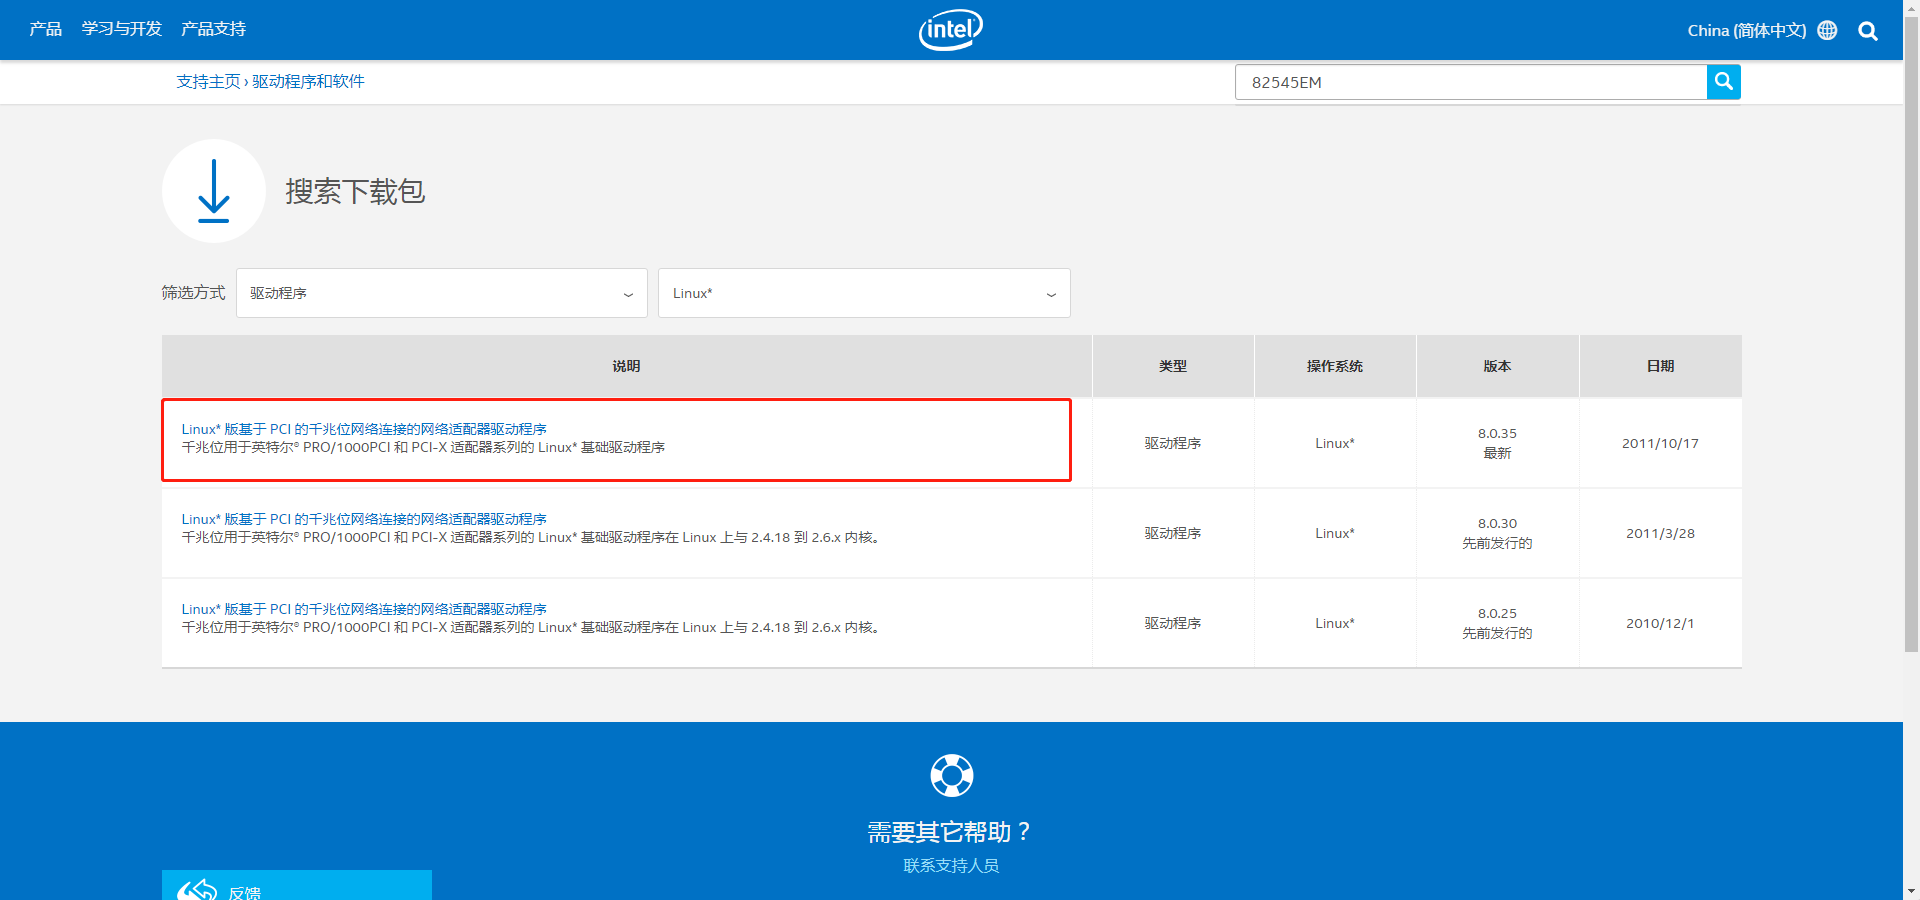 产品 学习与开发 产品支持
intel
China (简体中文)
支持主页 › 驱动程序和软件
82545EM
搜索下载包
筛选方式 驱动程序 Linux*
说明 类型 操作系统 版本 日期
Linux* 版基于 PCI 的千兆位网络连接的网络适配器驱动程序
千兆位用于英特尔® PRO/1000PCI 和 PCI-X 适配器系列的 Linux* 基础驱动程序
驱动程序 Linux* 8.0.35 2011/10/17
最新
Linux* 版基于 PCI 的千兆位网络连接的网络适配器驱动程序
千兆位用于英特尔® PRO/1000PCI 和 PCI-X 适配器系列的 Linux* 基础驱动程序在 Linux 上与 2.4.18 到 2.6.x 内核。
驱动程序 Linux* 8.0.30 2011/3/28
先前发行的
Linux* 版基于 PCI 的千兆位网络连接的网络适配器驱动程序
千兆位用于英特尔® PRO/1000PCI 和 PCI-X 适配器系列的 Linux* 基础驱动程序在 Linux 上与 2.4.18 到 2.6.x 内核。
驱动程序 Linux* 8.0.25 2010/12/1
先前发行的
需要其它帮助？
联系支持人员
反馈